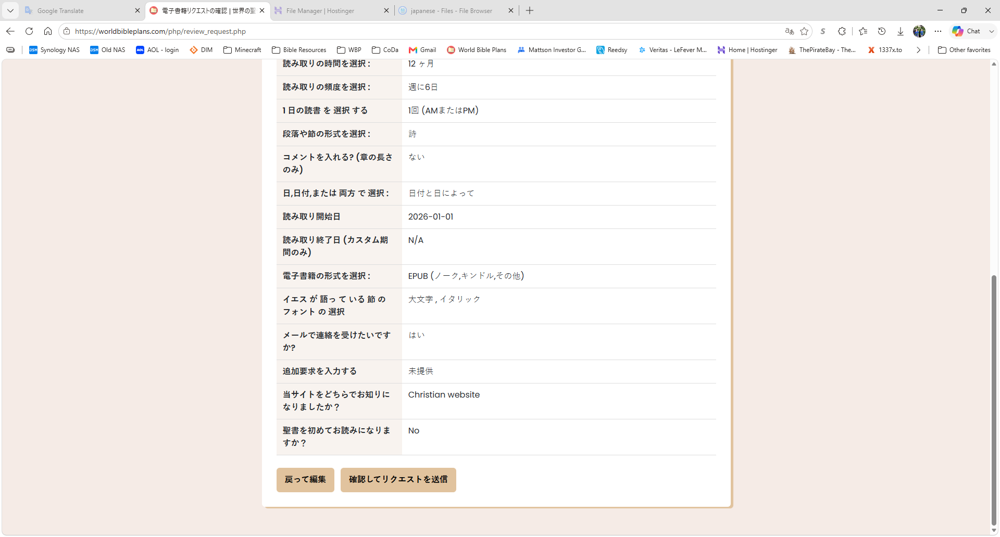 Google Translate
電子書籍リクエストの確認 | 世界の聖
File Manager | Hostinger
japanese - Files - File Browser
https://worldbibleplans.com/php/review_request.php
Chat
Synology NAS
Old NAS
AOL - login
DIM
Minecraft
Bible Resources
WBP
CoDa
Gmail
World Bible Plans
Mattson Investor G...
Reedsy
Veritas - LeFever M...
Home | Hostinger
ThePirateBay - The...
1337x.to
Other favorites
読み取りの時間を選択 : 12 ヶ月
読み取りの頻度を選択 : 週に6日
1 日の読書 を 選択 する 1回 (AMまたはPM)
段落や節の形式を選択 : 詩
コメントを入れる? (章の長さ ない
のみ)
日,日付,または 両方 で 選択 : 日付と日によって
読み取り開始日 2026-01-01
読み取り終了日 (カスタム期 N/A
間のみ)
電子書籍の形式を選択 : EPUB (ノーク,キンドル,その他)
イエス が 語っ て いる 節 の 大文字 , イタリック
フォント の 選択
メールで連絡を受けたいです はい
か?
追加要求を入力する 未提供
当サイトをどちらでお知りに Christian website
なりましたか？
聖書を初めてお読みになりま No
すか？
戻って編集
確認してリクエストを送信